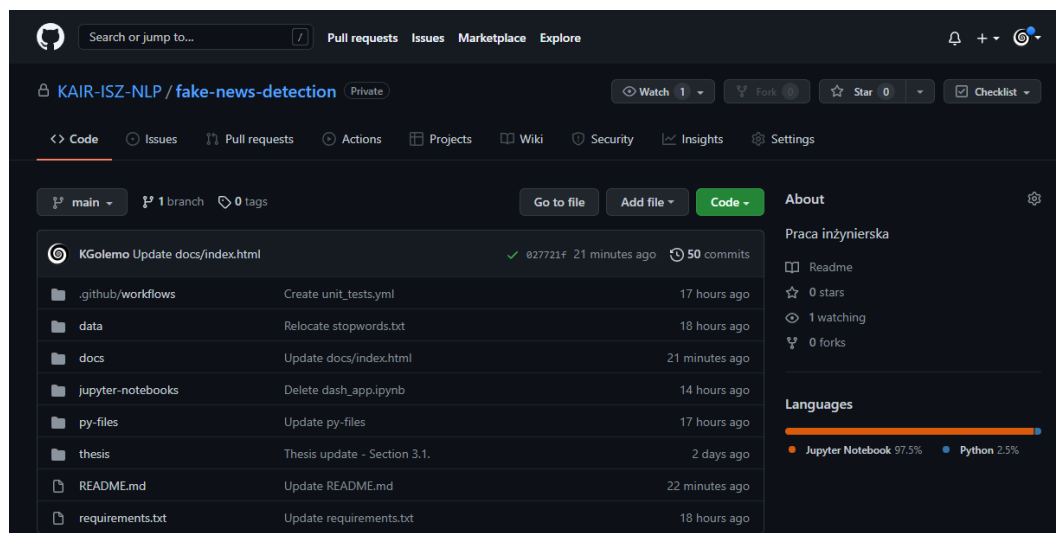 Search or jump to... / Pull requests Issues Marketplace Explore
KAIR-ISZ-NLP / fake-news-detection Private Watch 1 Fork 0 Star 0 Checklist
Code Issues Pull requests Actions Projects Wiki Security Insights Settings
main 1 branch 0 tags Go to file Add file Code
KGolemo Update docs/index.html 027721f 21 minutes ago 50 commits
.github/workflows Create unit_tests.yml 17 hours ago
data Relocate stopwords.txt 18 hours ago
docs Update docs/index.html 21 minutes ago
jupyter-notebooks Delete dash_app.ipynb 14 hours ago
py-files Update py-files 17 hours ago
thesis Thesis update - Section 3.1. 2 days ago
README.md Update README.md 22 minutes ago
requirements.txt Update requirements.txt 18 hours ago
About
Praca inżynierska
Readme
0 stars
1 watching
0 forks
Languages
Jupyter Notebook 97.5% Python 2.5%